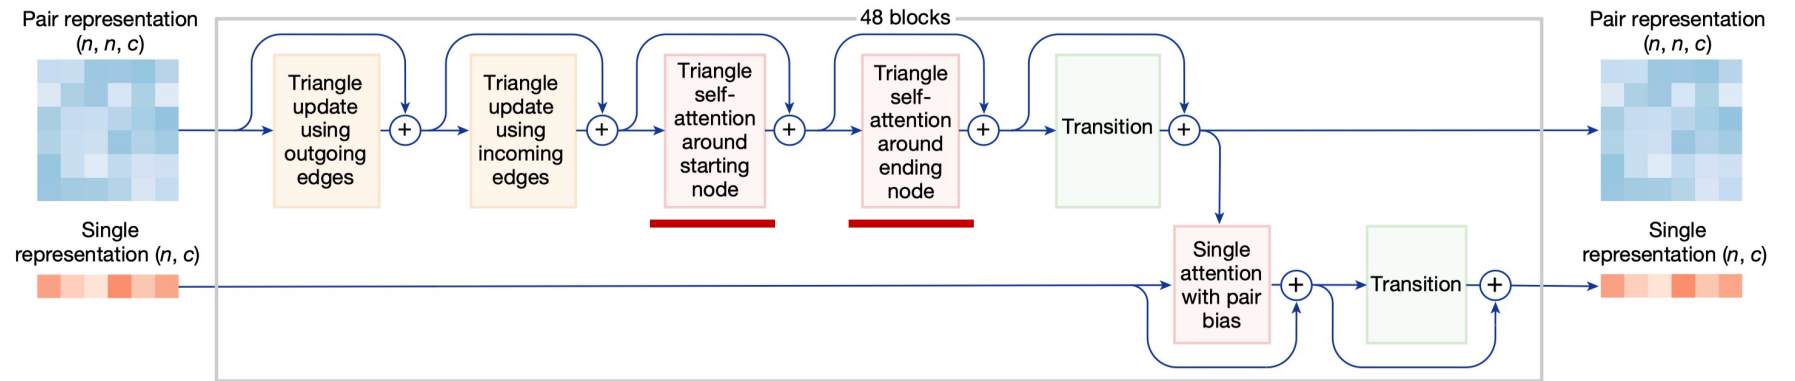 Pair representation
(n, n, c)
48 blocks
Pair representation
(n, n, c)
Triangle
update
using
outgoing
edges
+
Triangle
update
using
incoming
edges
+
Triangle
self-
attention
around
starting
node
+
Triangle
self-
attention
around
ending
node
+
Transition
+
Single
representation (n, c)
Single
attention
with pair
bias
+
Transition
+
Single
representation (n, c)